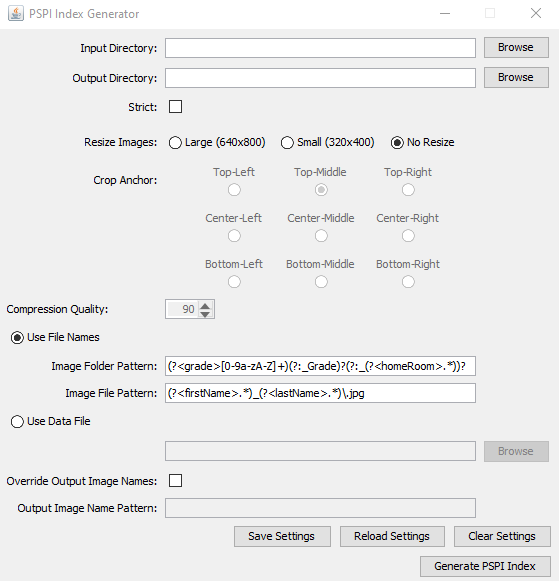 PSPI Index Generator
Input Directory: Browse
Output Directory: Browse
Strict:
Resize Images: Large (640x800) Small (320x400) No Resize
Top-Left Top-Middle Top-Right
Crop Anchor:
Center-Left Center-Middle Center-Right
Bottom-Left Bottom-Middle Bottom-Right
Compression Quality: 90
Use File Names
Image Folder Pattern: (?<grade>[0-9a-zA-Z]+)(?:_Grade)?(?:_(?<homeRoom>.*))?
Image File Pattern: (?<firstName>.*)_(?<lastName>.*)\.jpg
Use Data File
Browse
Override Output Image Names:
Output Image Name Pattern:
Save Settings Reload Settings Clear Settings
Generate PSPI Index